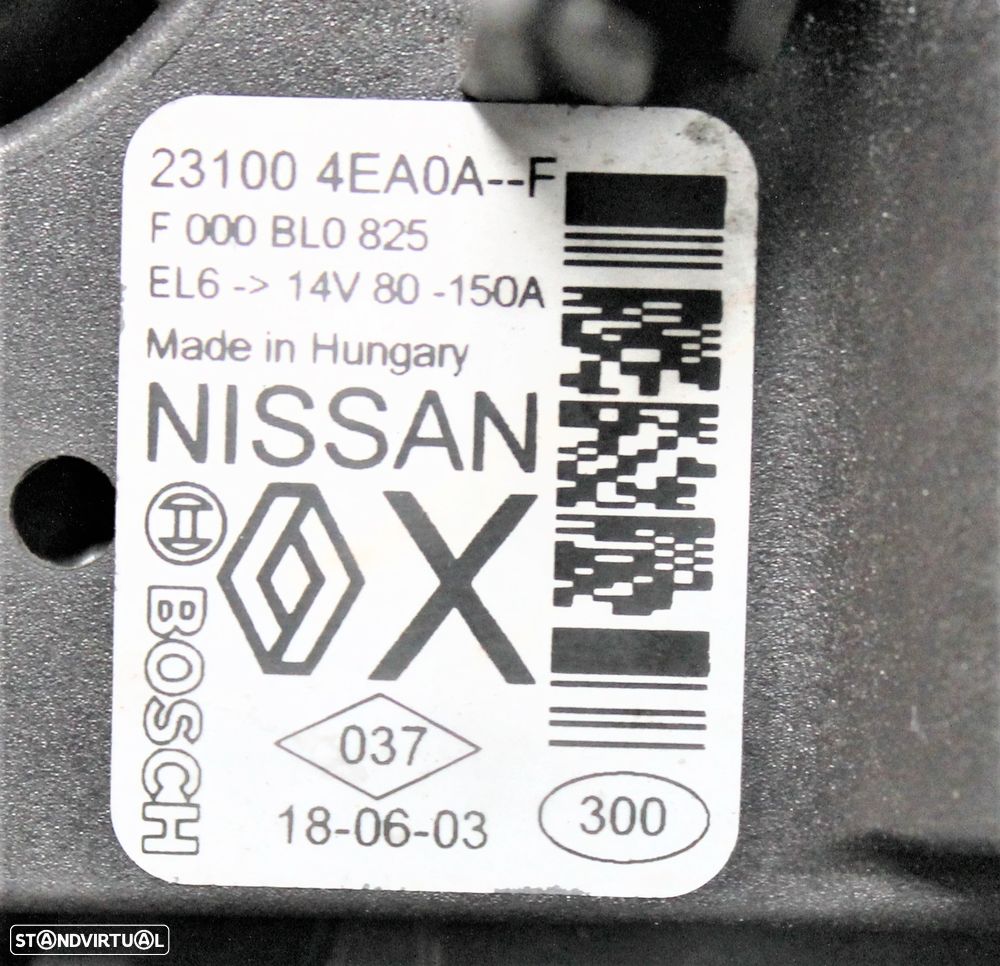 23100 4EA0A--F
F 000 BL0 825
EL6 -> 14V 80 -150A
Made in Hungary
NISSAN
X
BOSCH
037
18-06-03
300
STANDVIRTUAL